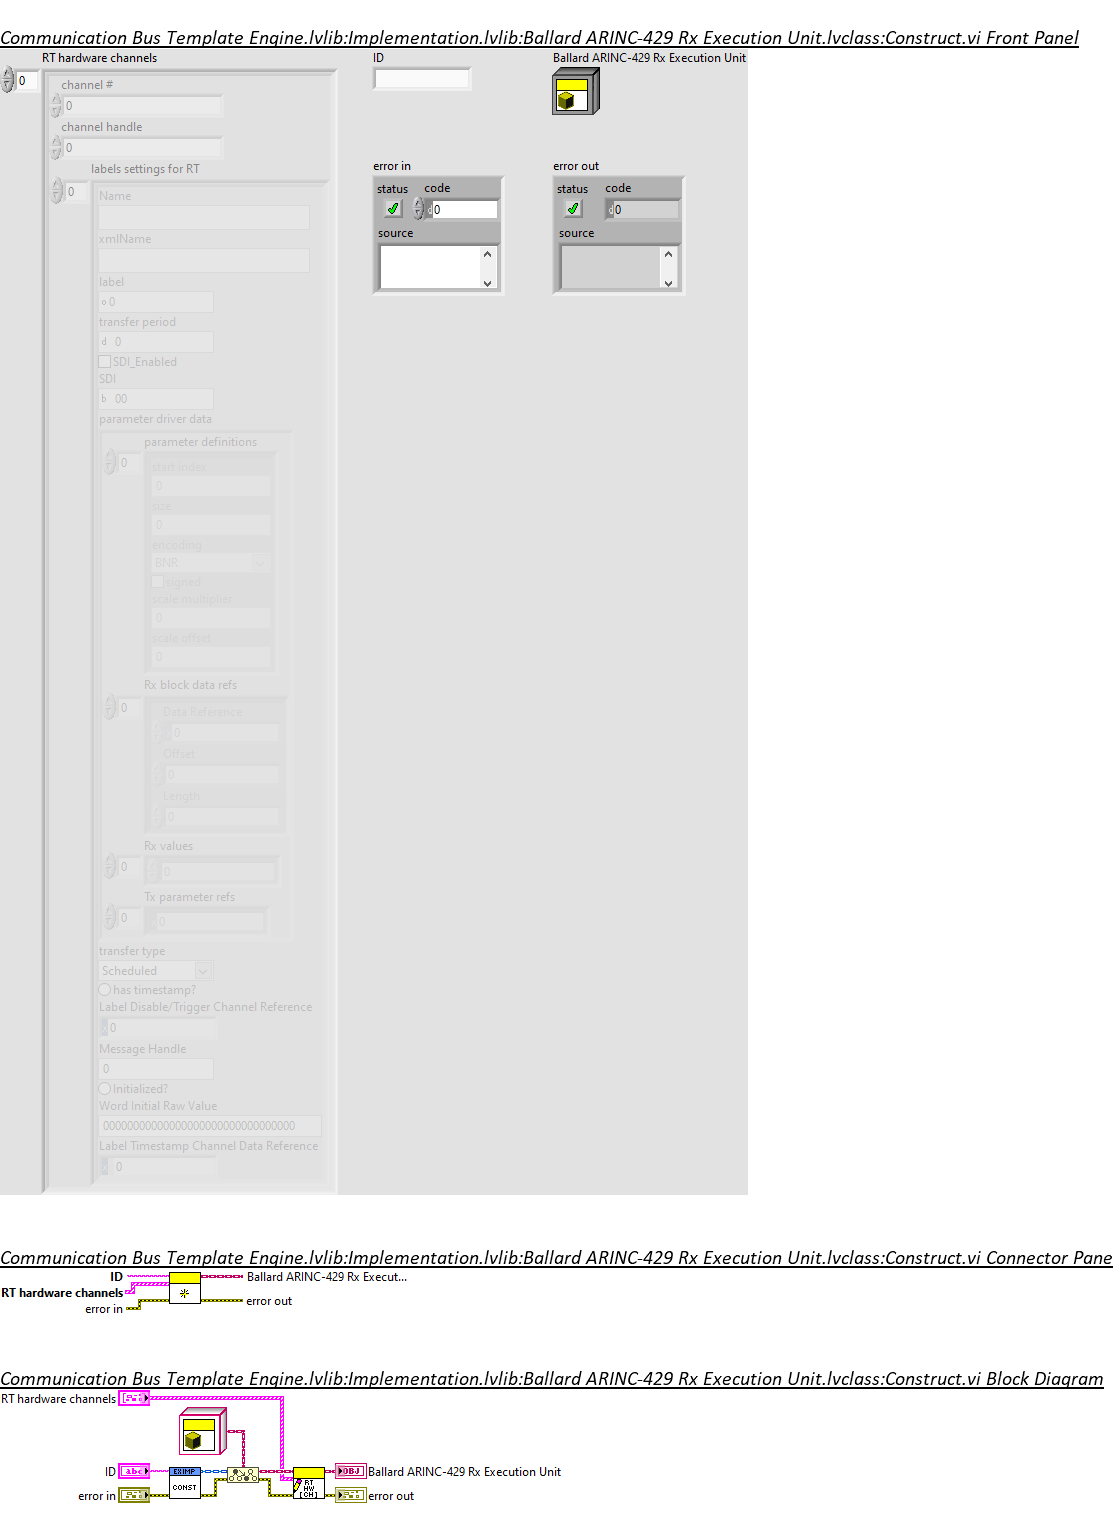 Communication Bus Template Engine.lvlib:Implementation.lvlib:Ballard ARINC-429 Rx Execution Unit.lvclass:Construct.vi Front Panel
RT hardware channels
ID
Ballard ARINC-429 Rx Execution Unit
0
channel #
0
channel handle
0
labels settings for RT
0
Name
xmlName
label
o 0
transfer period
d 0
SDI_Enabled
SDI
b 00
parameter driver data
parameter definitions
0
start index
0
size
0
encoding
BNR
signed
scale multiplier
0
scale offset
0
Rx block data refs
0
Data Reference
0
Offset
0
Length
0
Rx values
0
0
Tx parameter refs
0
0
transfer type
Scheduled
has timestamp?
Label Disable/Trigger Channel Reference
0
Message Handle
0
Initialized?
Word Initial Raw Value
00000000000000000000000000000000
Label Timestamp Channel Data Reference
0
error in
status code
d 0
source
error out
status code
d 0
source
Communication Bus Template Engine.lvlib:Implementation.lvlib:Ballard ARINC-429 Rx Execution Unit.lvclass:Construct.vi Connector Pane
ID
RT hardware channels
error in
Ballard ARINC-429 Rx Execut...
error out
Communication Bus Template Engine.lvlib:Implementation.lvlib:Ballard ARINC-429 Rx Execution Unit.lvclass:Construct.vi Block Diagram
RT hardware channels
ID
abc
EXIMP
CONST
RT
HW
[CH]
OBJ
Ballard ARINC-429 Rx Execution Unit
error in
error out